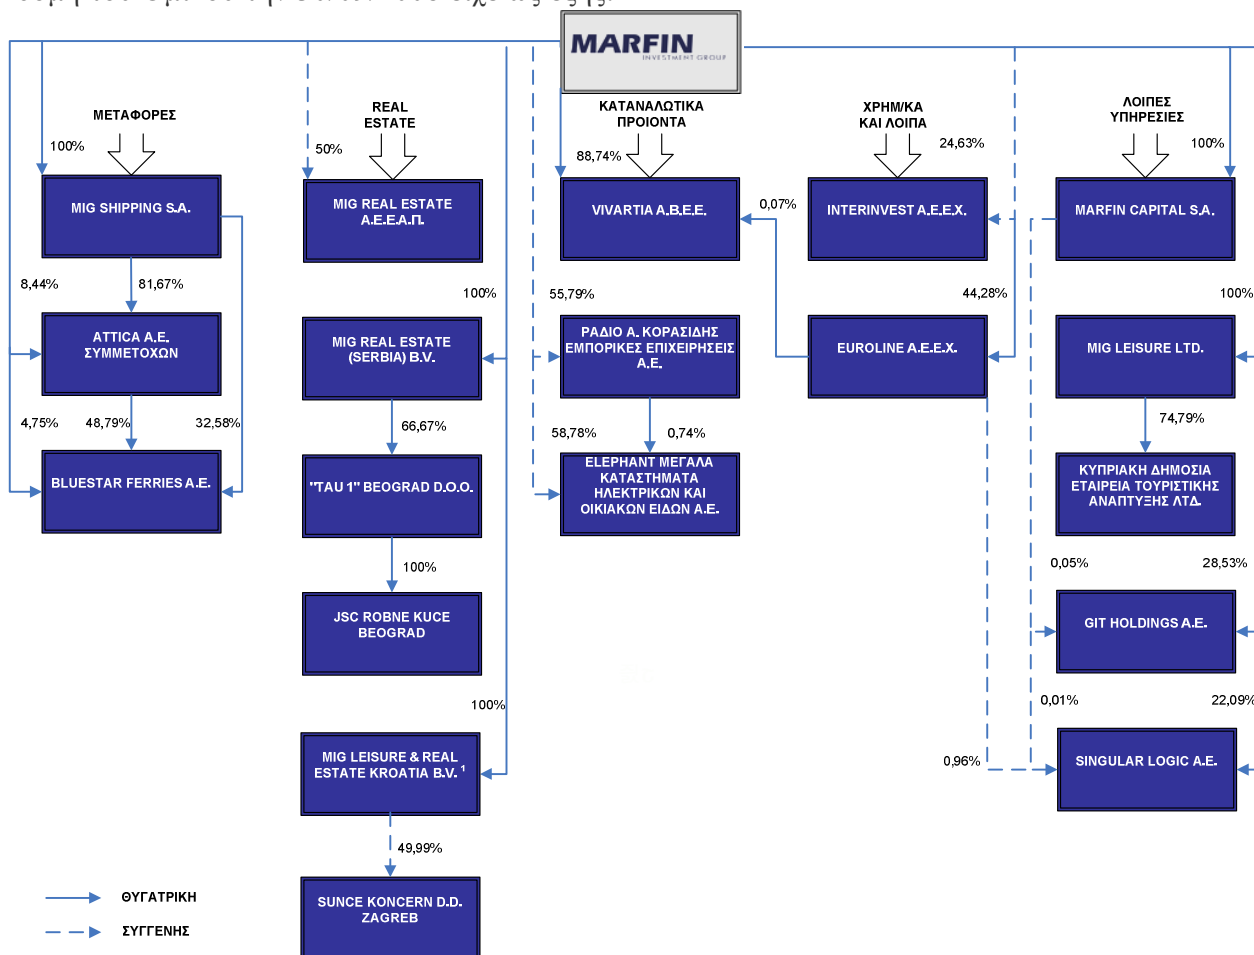 MARFIN
INVESTMENT GROUP
ΜΕΤΑΦΟΡΕΣ
REAL
ESTATE
ΚΑΤΑΝΑΛΩΤΙΚΑ
ΠΡΟΙΟΝΤΑ
ΧΡΗΜ/ΚΑ
ΚΑΙ ΛΟΙΠΑ
ΛΟΙΠΕΣ
ΥΠΗΡΕΣΙΕΣ
100%
50%
88,74%
24,63%
100%
MIG SHIPPING S.A.
MIG REAL ESTATE
Α.Ε.Ε.Α.Π.
VIVARTIA Α.Β.Ε.Ε.
0,07%
INTERINVEST Α.Ε.Ε.Χ.
MARFIN CAPITAL S.A.
8,44%
81,67%
100%
55,79%
44,28%
100%
ATTICA Α.Ε.
ΣΥΜΜΕΤΟΧΩΝ
MIG REAL ESTATE
(SERBIA) B.V.
ΡΑΔΙΟ Α. ΚΟΡΑΣΙΔΗΣ
ΕΜΠΟΡΙΚΕΣ ΕΠΙΧΕΙΡΗΣΕΙΣ
Α.Ε.
EUROLINE Α.Ε.Ε.Χ.
MIG LEISURE LTD.
4,75%
48,79%
32,58%
66,67%
58,78%
0,74%
74,79%
BLUESTAR FERRIES Α.Ε.
"TAU 1" BEOGRAD D.O.O.
ELEPHANT ΜΕΓΑΛΑ
ΚΑΤΑΣΤΗΜΑΤΑ
ΗΛΕΚΤΡΙΚΩΝ ΚΑΙ
ΟΙΚΙΑΚΩΝ ΕΙΔΩΝ Α.Ε.
ΚΥΠΡΙΑΚΗ ΔΗΜΟΣΙΑ
ΕΤΑΙΡΕΙΑ ΤΟΥΡΙΣΤΙΚΗΣ
ΑΝΑΠΤΥΞΗΣ ΛΤΔ.
100%
0,05%
28,53%
JSC ROBNE KUCE
BEOGRAD
GIT HOLDINGS Α.Ε.
100%
0,01%
22,09%
MIG LEISURE & REAL
ESTATE KROATIA B.V. ¹
0,96%
SINGULAR LOGIC Α.Ε.
49,99%
SUNCE KONCERN D.D.
ZAGREB
ΘΥΓΑΤΡΙΚΗ
ΣΥΓΓΕΝΗΣ